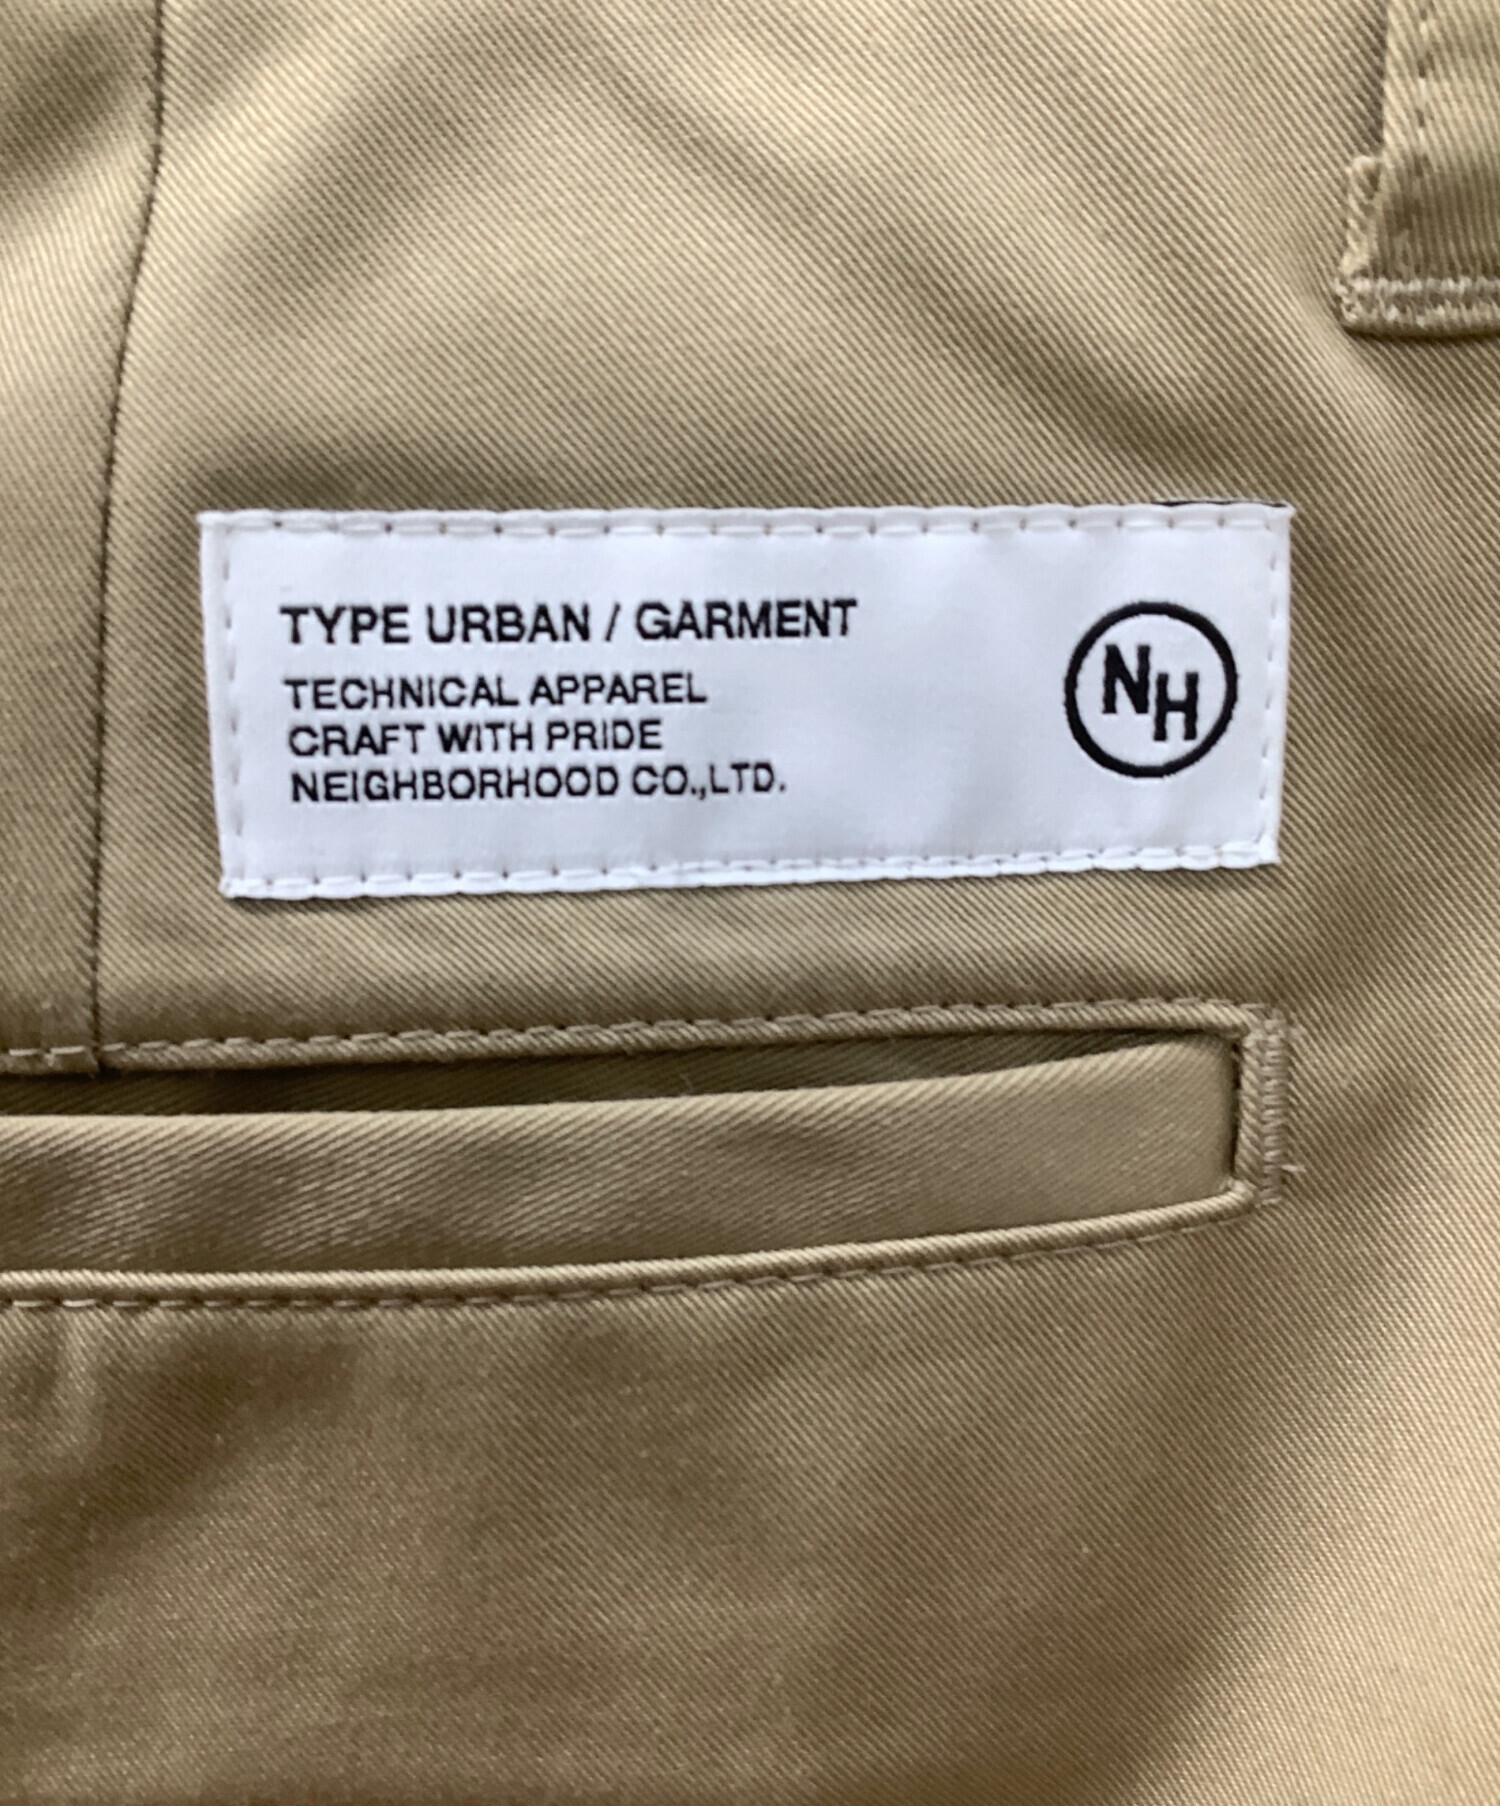 TYPE URBAN / GARMENT
TECHNICAL APPAREL
CRAFT WITH PRIDE
NEIGHBORHOOD CO.,LTD.
NH